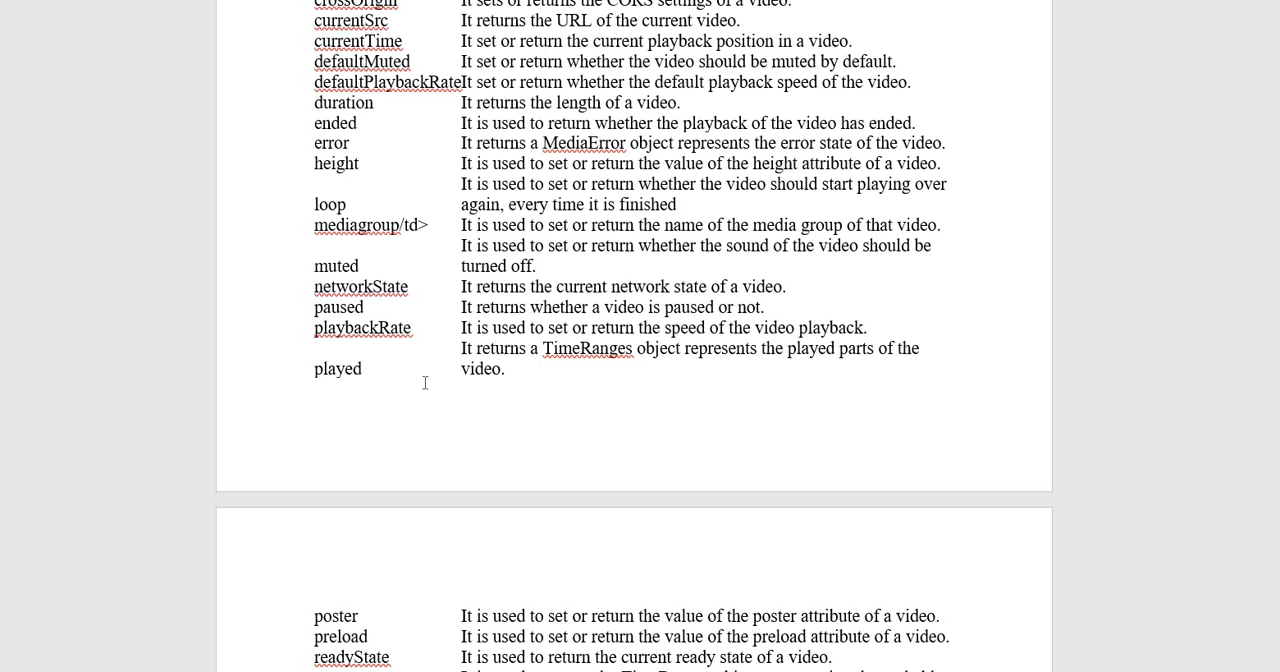 crossOrigin It sets or returns the CORS settings of a video.
currentSrc It returns the URL of the current video.
currentTime It set or return the current playback position in a video.
defaultMuted It set or return whether the video should be muted by default.
defaultPlaybackRate It set or return whether the default playback speed of the video.
duration It returns the length of a video.
ended It is used to return whether the playback of the video has ended.
error It returns a MediaError object represents the error state of the video.
height It is used to set or return the value of the height attribute of a video.
It is used to set or return whether the video should start playing over
loop again, every time it is finished
mediagroup/td> It is used to set or return the name of the media group of that video.
It is used to set or return whether the sound of the video should be
muted turned off.
networkState It returns the current network state of a video.
paused It returns whether a video is paused or not.
playbackRate It is used to set or return the speed of the video playback.
It returns a TimeRanges object represents the played parts of the
played video.
poster It is used to set or return the value of the poster attribute of a video.
preload It is used to set or return the value of the preload attribute of a video.
readyState It is used to return the current ready state of a video.